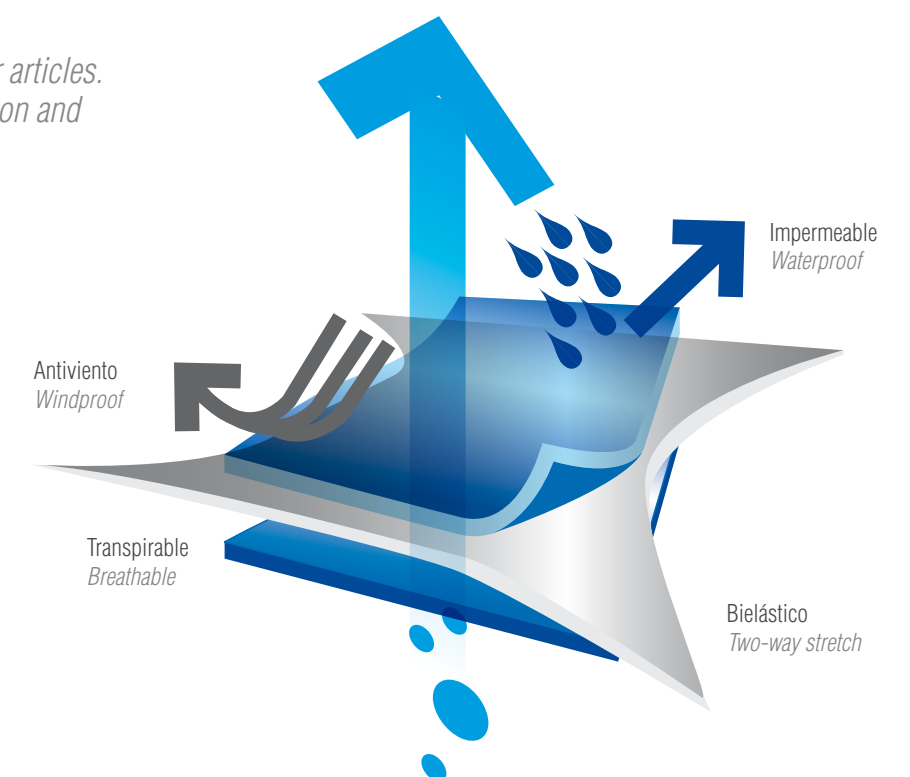 articles.
on and
Impermeable
Waterproof
Antiviento
Windproof
Transpirable
Breathable
Bielástico
Two-way stretch